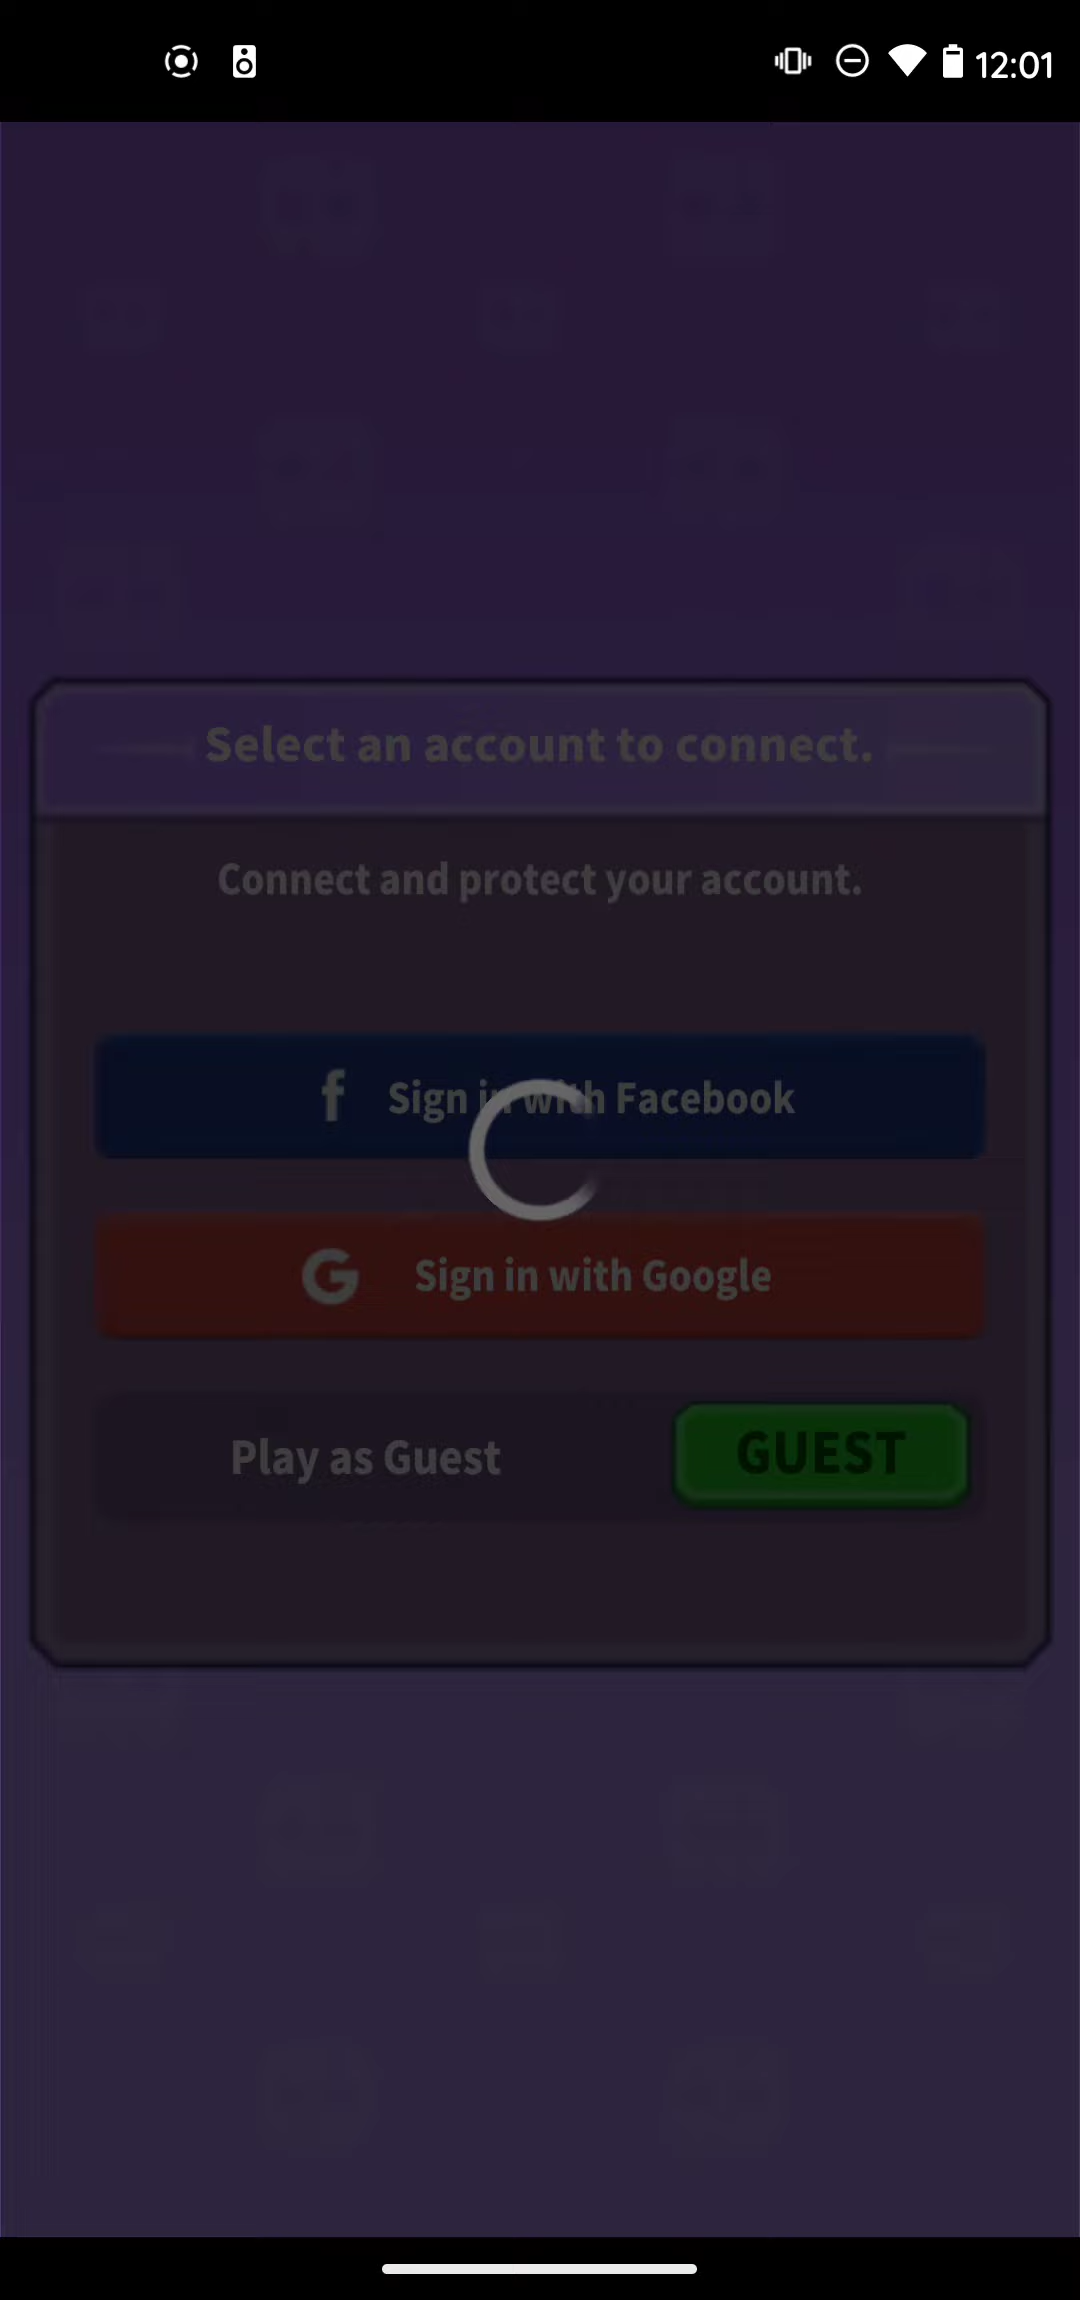 12:01
Select an account to connect.
Connect and protect your account.
Sign in with Facebook
Sign in with Google
Play as Guest
GUEST